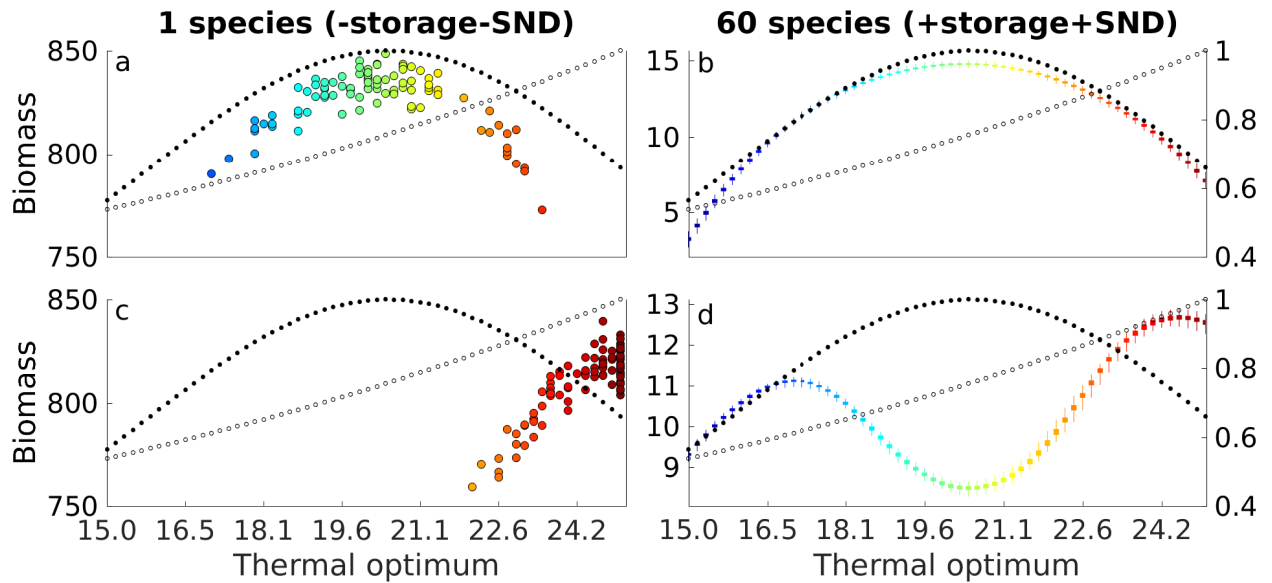 1 species (-storage-SND)
60 species (+storage+SND)
a
850
800
750
Biomass
b
15
10
5
1
0.8
0.6
0.4
c
850
800
750
Biomass
15.0 16.5 18.1 19.6 21.1 22.6 24.2
Thermal optimum
d
13
12
11
10
9
1
0.8
0.6
0.4
15.0 16.5 18.1 19.6 21.1 22.6 24.2
Thermal optimum